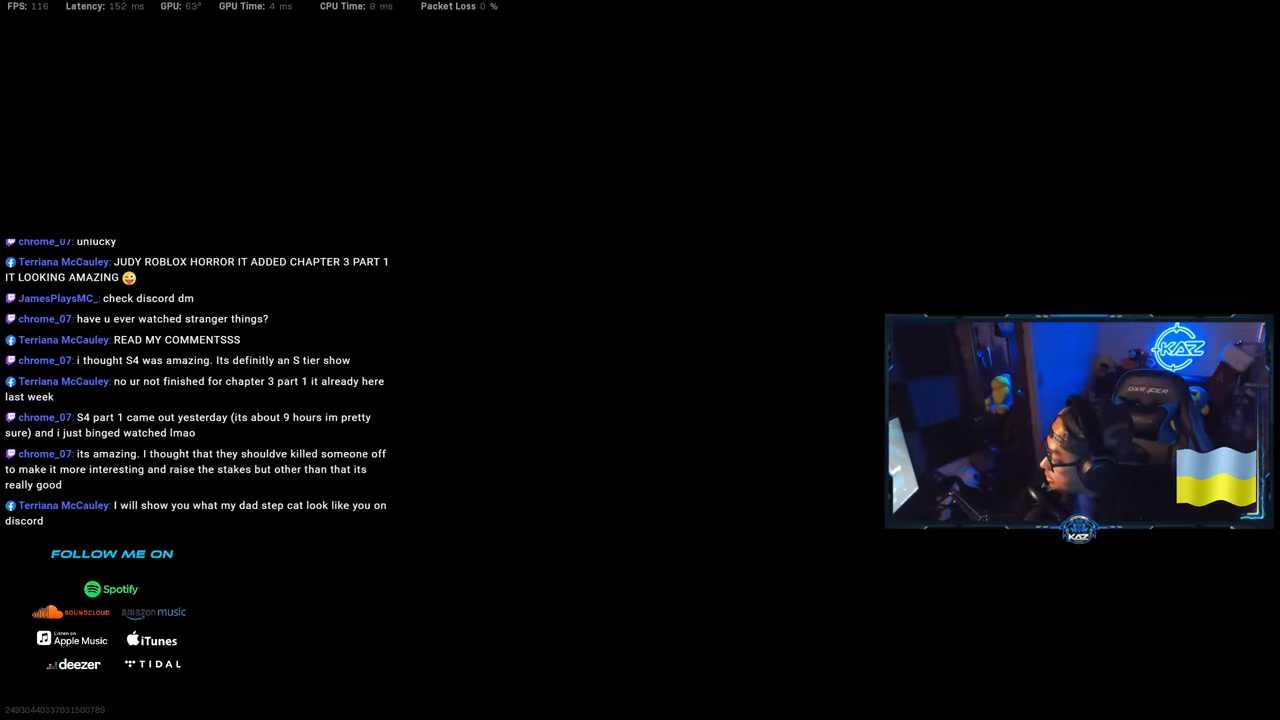 FPS: 116 Latency: 152 ms GPU: 63° GPU Time: 4 ms CPU Time: 8 ms Packet Loss 0 %
chrome_07: unlucky
Terriana McCauley: JUDY ROBLOX HORROR IT ADDED CHAPTER 3 PART 1
IT LOOKING AMAZING 😜
JamesPlaysMC_: check discord dm
chrome_07: have u ever watched stranger things?
Terriana McCauley: READ MY COMMENTSSS
chrome_07: i thought S4 was amazing. Its definitly an S tier show
Terriana McCauley: no ur not finished for chapter 3 part 1 it already here
last week
chrome_07: S4 part 1 came out yesterday (its about 9 hours im pretty
sure) and i just binged watched lmao
chrome_07: its amazing. I thought that they shouldve killed someone off
to make it more interesting and raise the stakes but other than that its
really good
Terriana McCauley: I will show you what my dad step cat look like you on
discord
FOLLOW ME ON
Spotify
SOUNDCLOUD amazon music
Listen on
Apple Music iTunes
deezer TIDAL
KAZ
DXRACER
KAZ
24930440337931500789